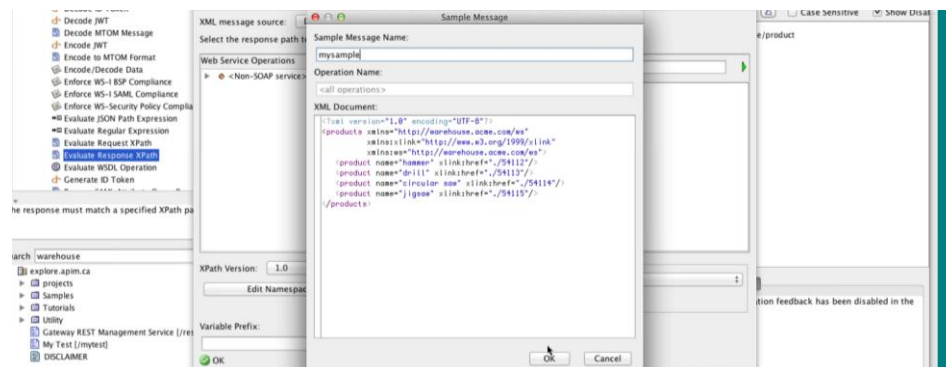 Decode JWT
Decode MTOM Message
Encode JWT
Encode to MTOM Format
Encode/Decode Data
Enforce WS-I BSP Compliance
Enforce WS-I SAML Compliance
Enforce WS-Security Policy Complia
Evaluate JSON Path Expression
Evaluate Regular Expression
Evaluate Request XPath
Evaluate Response XPath
Evaluate WSDL Operation
Generate ID Token
he response must match a specified XPath pa
arch warehouse
explore.apim.ca
projects
Samples
Tutorials
Utility
Gateway REST Management Service [/res
My Test [/mytest]
DISCLAIMER
XML message source:
Select the response path t
Web Service Operations
<Non-SOAP service>
XPath Version: 1.0
Edit Namespac
Variable Prefix:
OK
Sample Message
Sample Message Name:
mysample
Operation Name:
<all operations>
XML Document:
<?xml version="1.0" encoding="UTF-8"?>
<products xmlns="http://warehouse.acme.com/ws"
xmlns:xlink="http://www.w3.org/1999/xlink"
xmlns:ws="http://warehouse.acme.com/ws">
<product name="hammer" xlink:href="./54112"/>
<product name="drill" xlink:href="./54113"/>
<product name="circular saw" xlink:href="./54114"/>
<product name="jigsaw" xlink:href="./54115"/>
</products>
OK Cancel
Case Sensitive Show Disa
e/product
tion feedback has been disabled in the